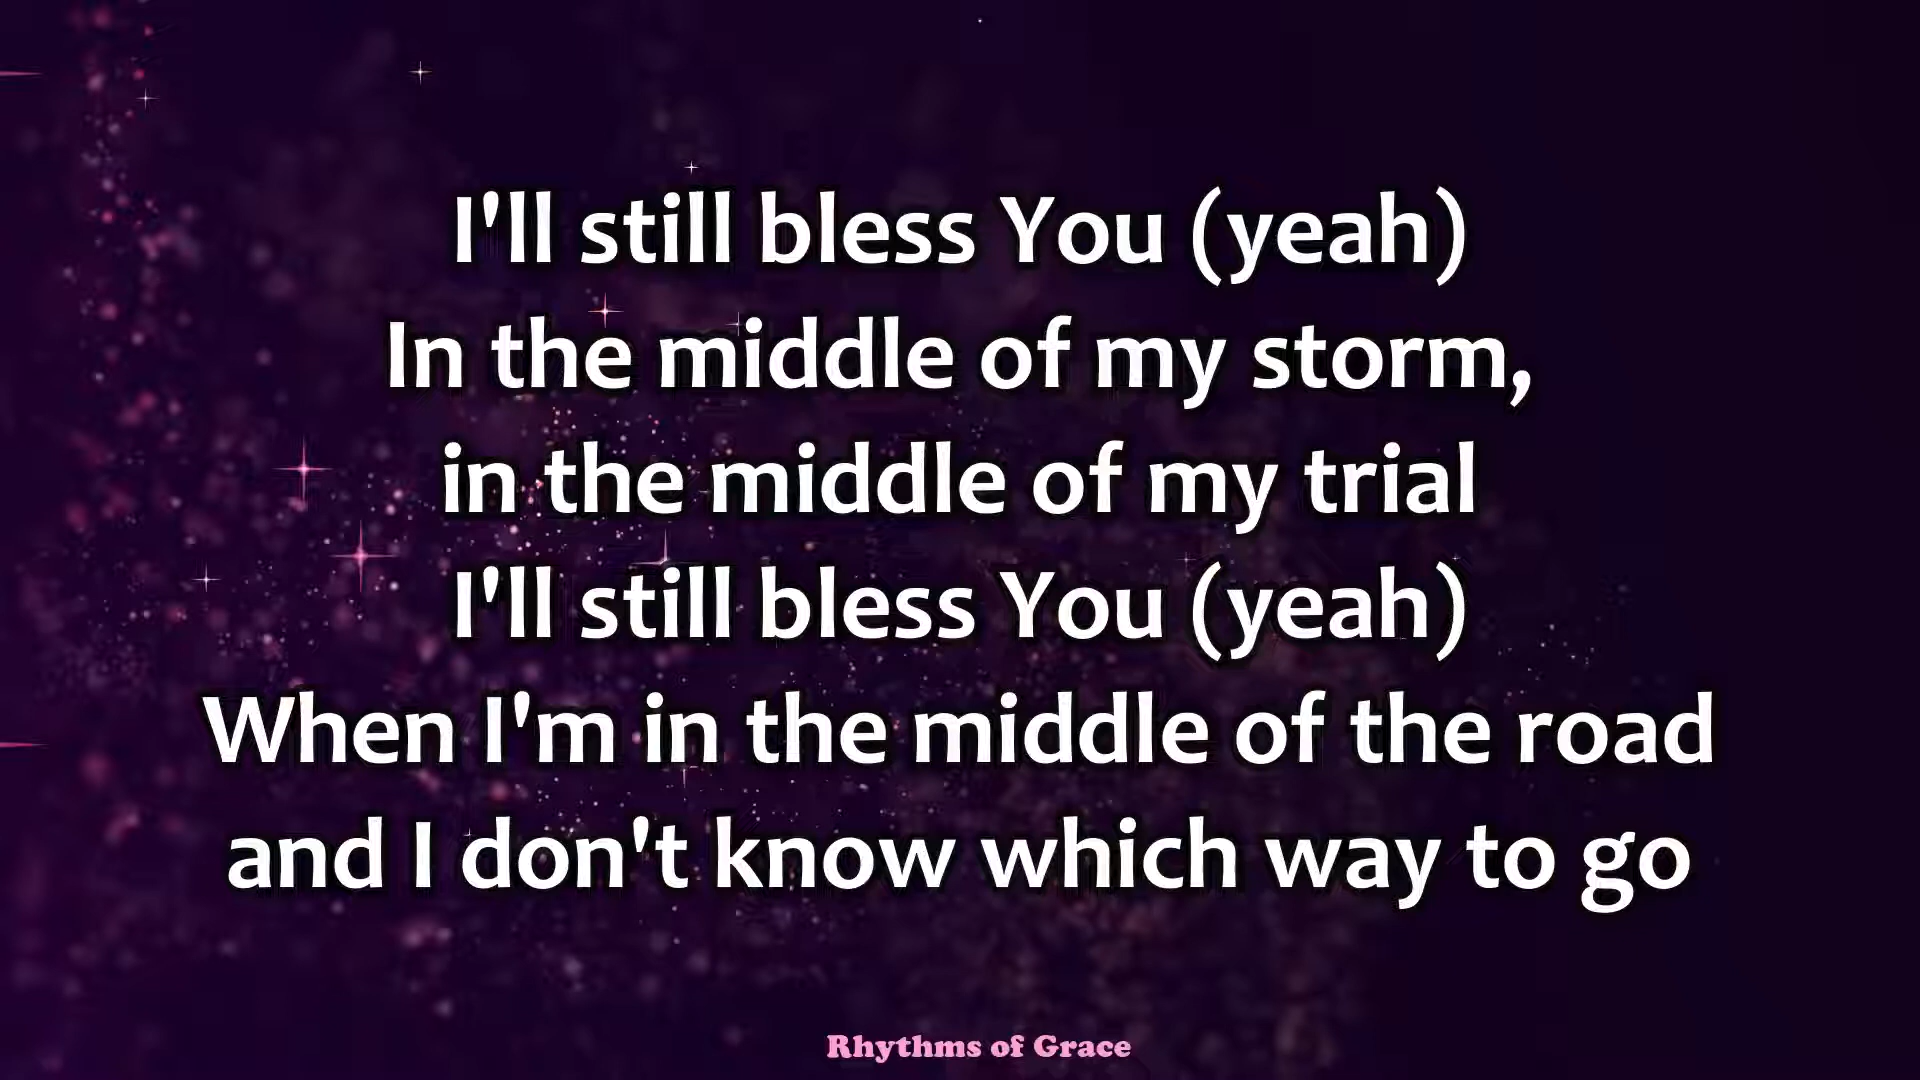 I'll still bless You (yeah)
In the middle of my storm,
in the middle of my trial
I'll still bless You (yeah)
When I'm in the middle of the road
and I don't know which way to go
Rhythms of Grace